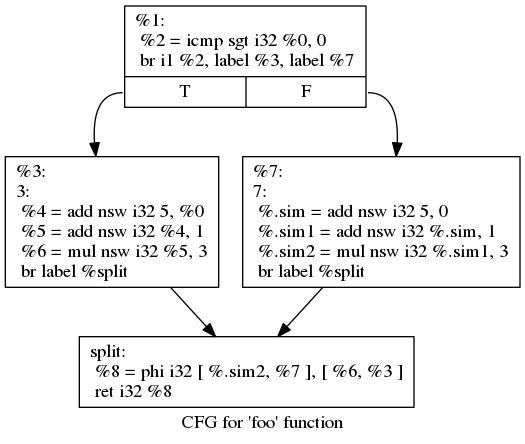 %1:
%2 = icmp sgt i32 %0, 0
br i1 %2, label %3, label %7
T
F
%3:
3:
%4 = add nsw i32 5, %0
%5 = add nsw i32 %4, 1
%6 = mul nsw i32 %5, 3
br label %split
%7:
7:
%.sim = add nsw i32 5, 0
%.sim1 = add nsw i32 %.sim, 1
%.sim2 = mul nsw i32 %.sim1, 3
br label %split
split:
%8 = phi i32 [ %.sim2, %7 ], [ %6, %3 ]
ret i32 %8
CFG for 'foo' function